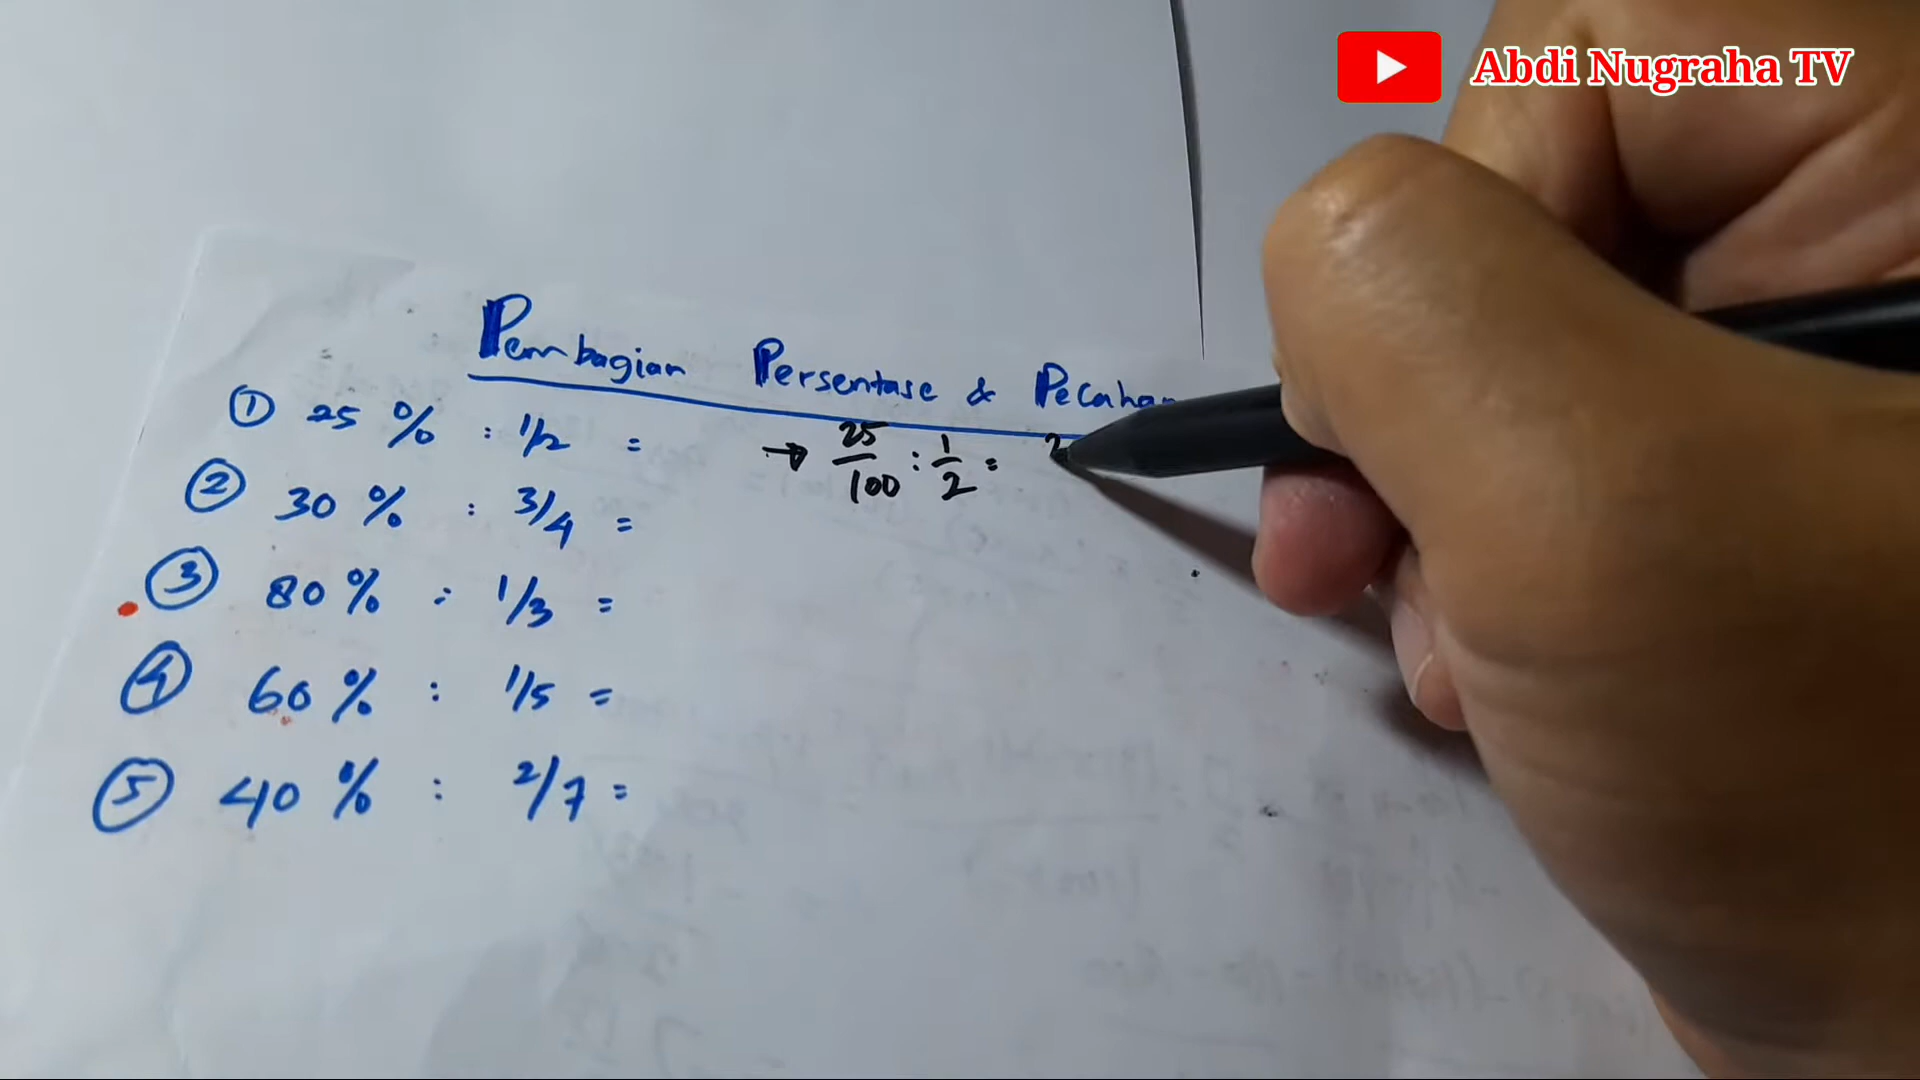 Abdi Nugraha TV
Pembagian Persentase & Pecahan
① 25 % : 1/2 = → 25/100 : 1/2 = 2
② 30 % : 3/4 =
③ 80 % : 1/3 =
④ 60 % : 1/5 =
⑤ 40 % : 2/7 =